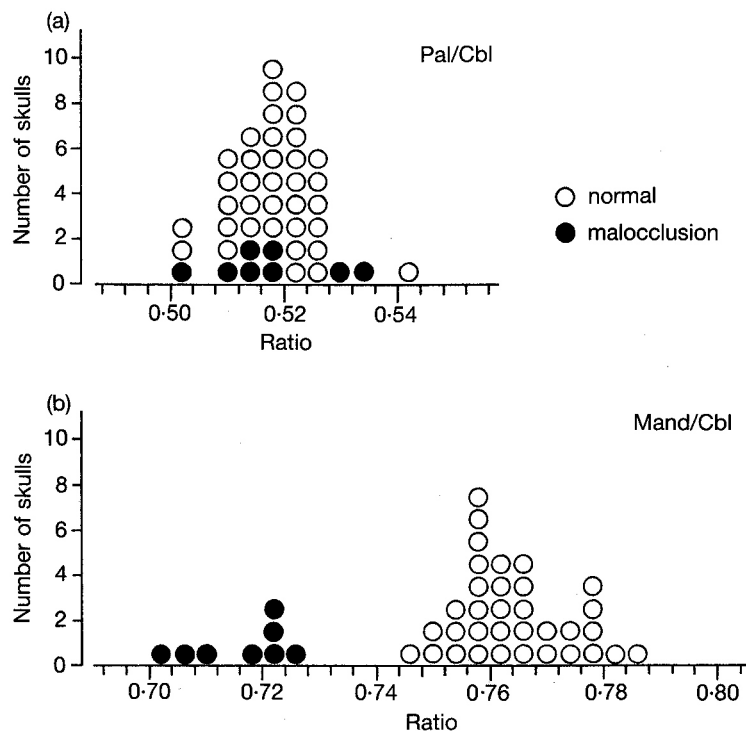 (a)
Pal/Cbl
10
8
6
4
2
0
Number of skulls
0·50 0·52 0·54
Ratio
normal
malocclusion
(b)
Mand/Cbl
10
8
6
4
2
0
Number of skulls
0·70 0·72 0·74 0·76 0·78 0·80
Ratio